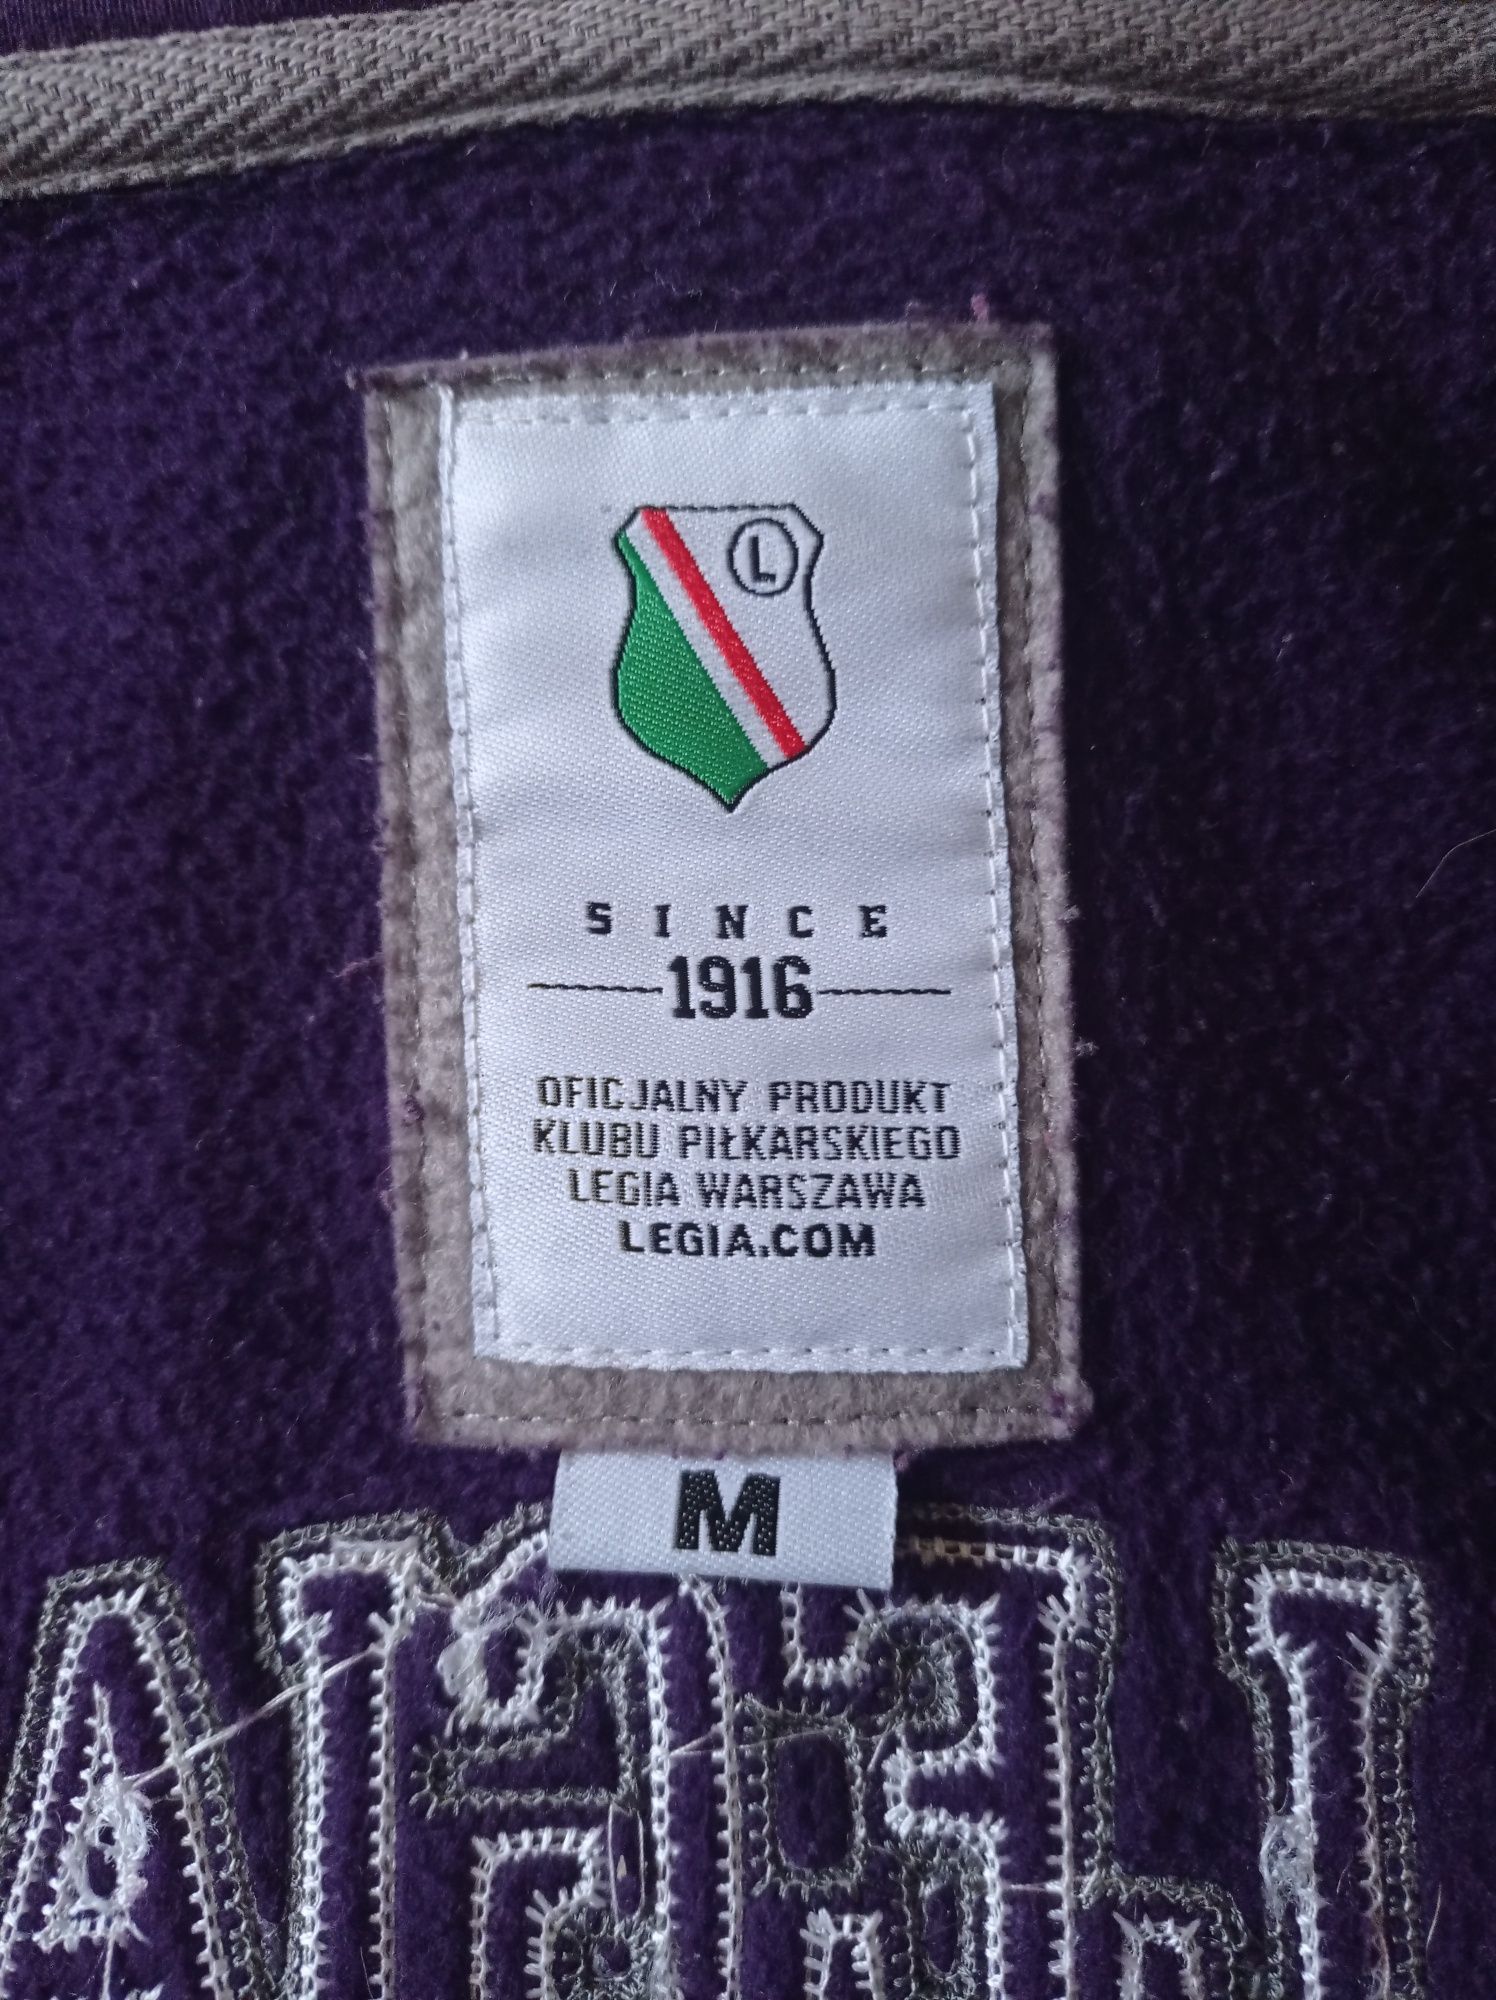 L
SINCE
1916
OFICJALNY PRODUKT
KLUBU PIŁKARSKIEGO
LEGIA WARSZAWA
LEGIA.COM
M